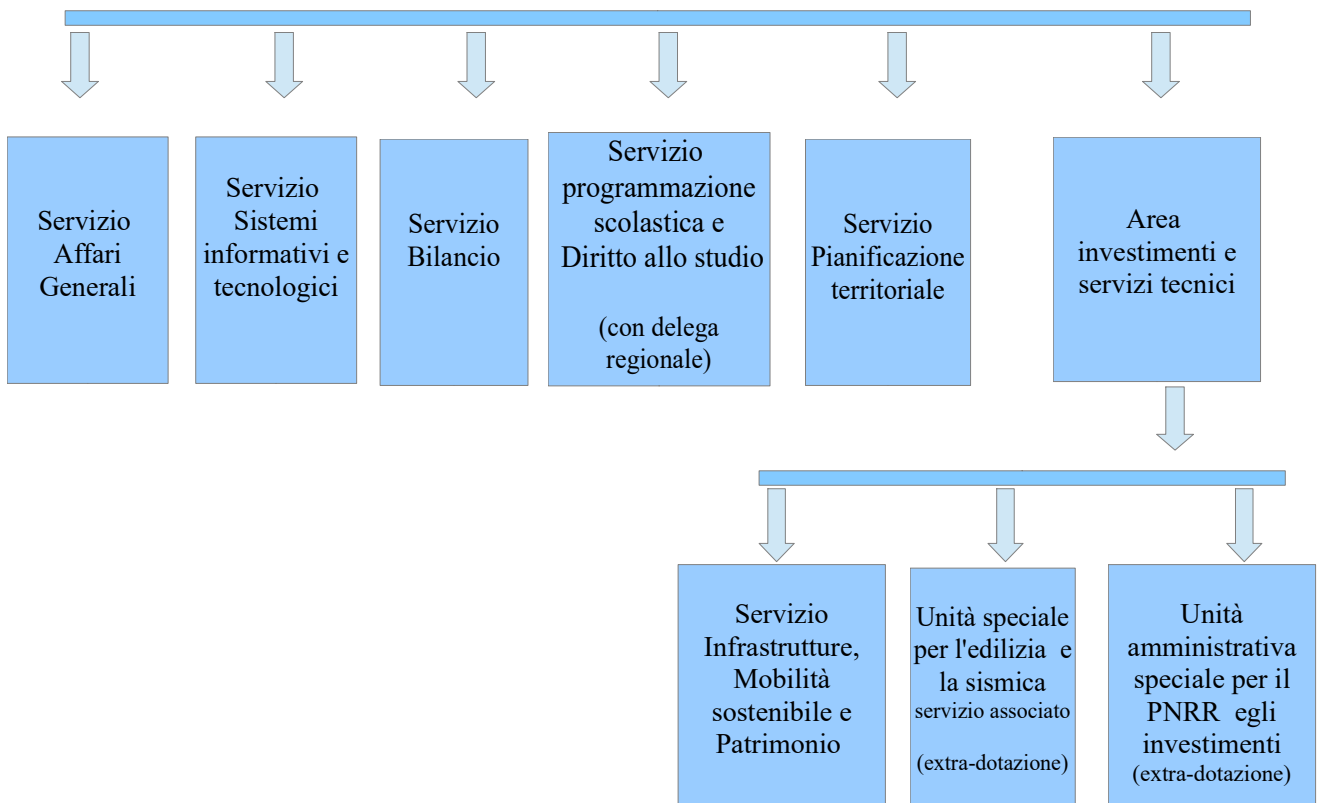 Servizio
Affari
Generali
Servizio
Sistemi
informativi e
tecnologici
Servizio
Bilancio
Servizio
programmazione
scolastica e
Diritto allo studio
(con delega
regionale)
Servizio
Pianificazione
territoriale
Area
investimenti e
servizi tecnici
Servizio
Infrastrutture,
Mobilità
sostenibile e
Patrimonio
Unità speciale
per l'edilizia e
la sismica
servizio associato
(extra-dotazione)
Unità
amministrativa
speciale per il
PNRR egli
investimenti
(extra-dotazione)